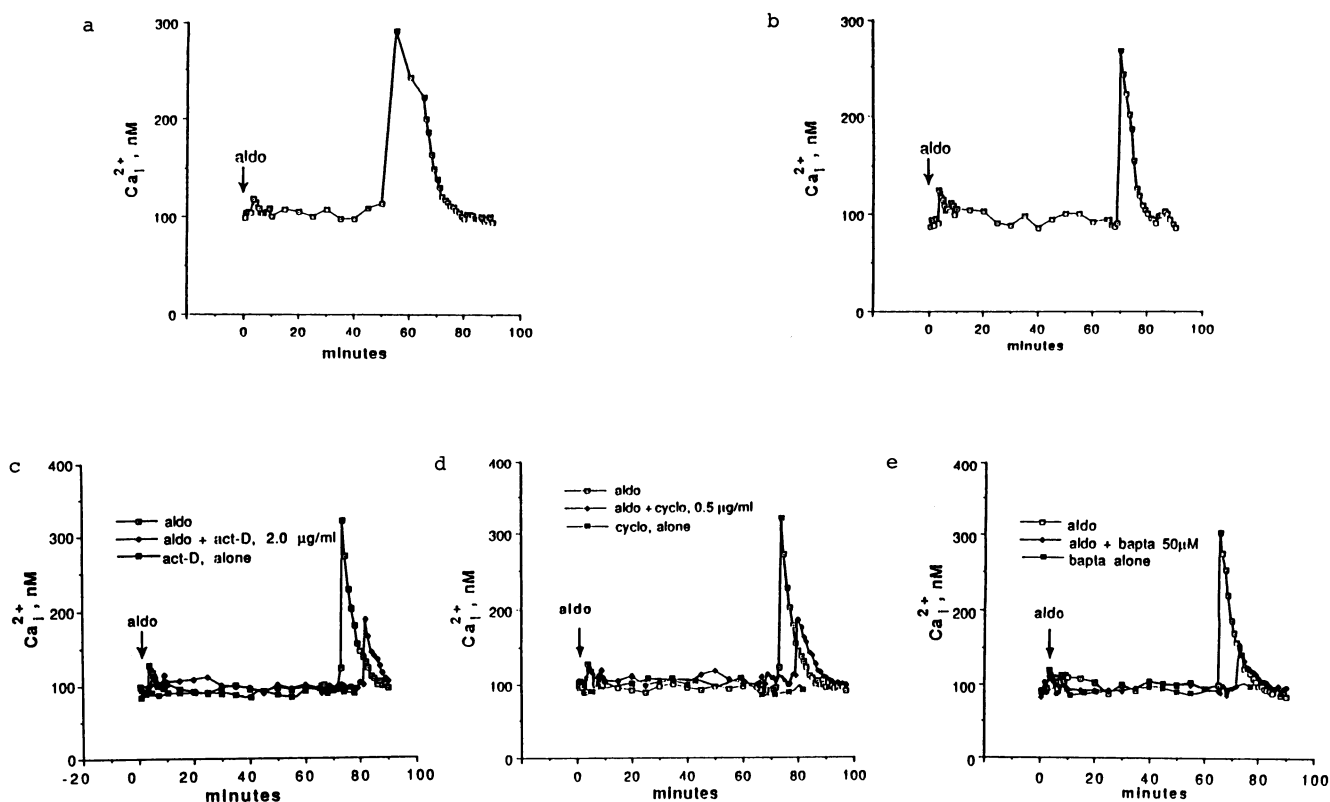 a
300
200
100
0
Ca i 2+, nM
aldo
0 20 40 60 80 100
minutes
b
300
200
100
0
Ca i 2+, nM
aldo
0 20 40 60 80 100
minutes
c
400
300
200
100
0
Ca i 2+, nM
aldo
aldo + act-D, 2.0 µg/ml
act-D, alone
aldo
-20 0 20 40 60 80 100
minutes
d
400
300
200
100
0
Ca i 2+, nM
aldo
aldo + cyclo, 0.5 µg/ml
cyclo, alone
aldo
0 20 40 60 80 100
minutes
e
400
300
200
100
0
Ca i 2+, nM
aldo
aldo + bapta 50µM
bapta alone
aldo
0 20 40 60 80 100
minutes